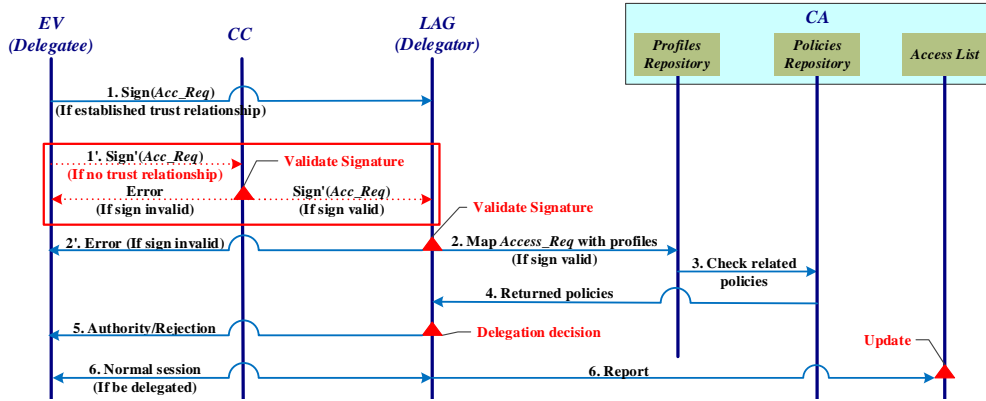 EV
(Delegatee)
CC
LAG
(Delegator)
CA
Profiles
Repository
Policies
Repository
Access List
1. Sign(Acc_Req)
(If established trust relationship)
1'. Sign'(Acc_Req)
(If no trust relationship)
Validate Signature
Error
(If sign invalid)
Sign'(Acc_Req)
(If sign valid)
Validate Signature
2'. Error (If sign invalid)
2. Map Access_Req with profiles
(If sign valid)
3. Check related
policies
4. Returned policies
5. Authority/Rejection
Delegation decision
Update
6. Normal session
(If be delegated)
6. Report